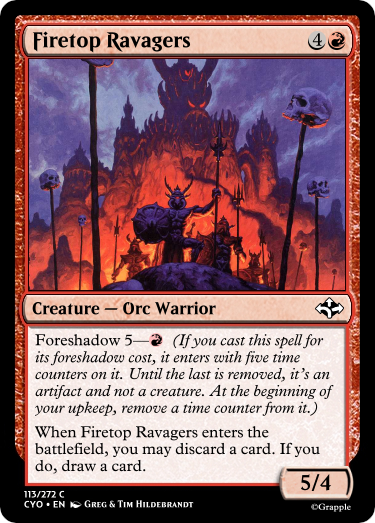 Firetop Ravagers 4
Creature — Orc Warrior
Foreshadow 5— (If you cast this spell for
its foreshadow cost, it enters with five time
counters on it. Until the last is removed, it's an
artifact and not a creature. At the beginning of
your upkeep, remove a time counter from it.)
When Firetop Ravagers enters the
battlefield, you may discard a card. If you
do, draw a card.
5/4
113/272 C
CYO • EN Greg & Tim Hildebrandt
©Grapple